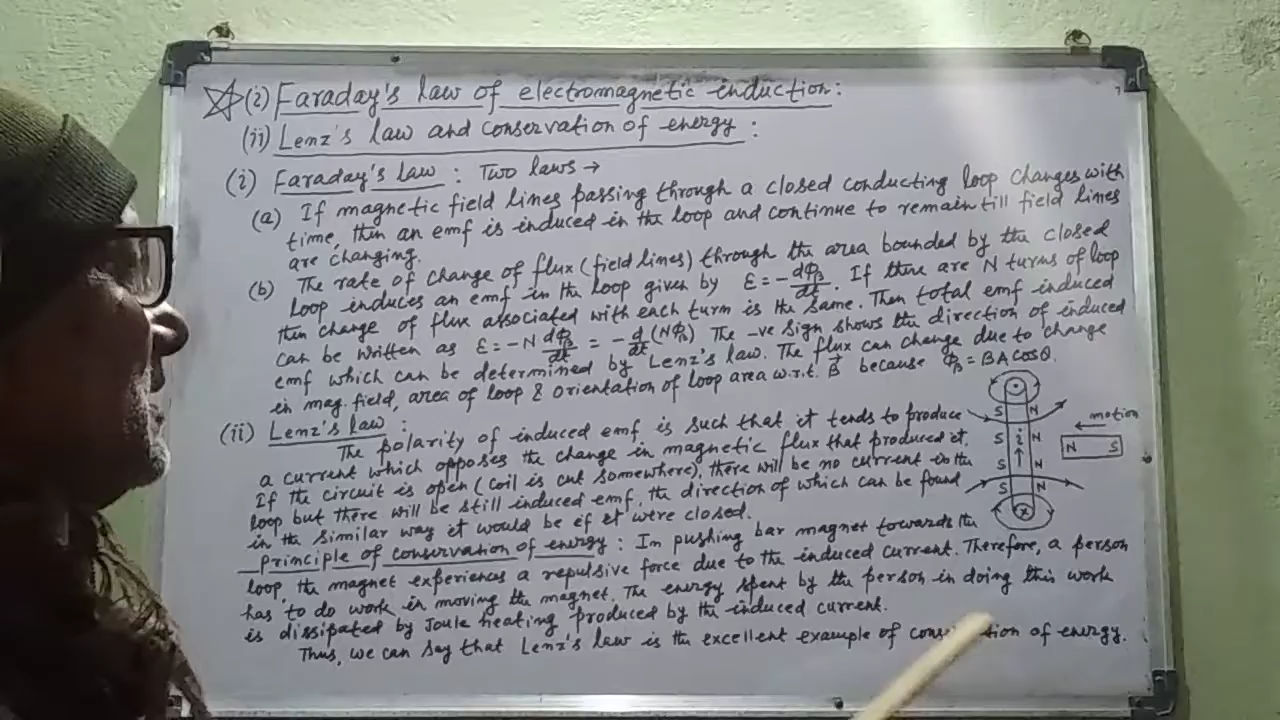 (i) Faraday's law of electromagnetic induction:
(ii) Lenz's law and conservation of energy:
(i) Faraday's law: Two laws →
(a) If magnetic field lines passing through a closed conducting loop changes with
time, then an emf is induced in the loop and continue to remain till field lines
are changing.
(b) The rate of change of flux (field lines) through the area bounded by the closed
loop induces an emf in the loop given by ε = -dΦ_B/dt. If there are N turns of loop
then change of flux associated with each turn is the same. Then total emf induced
can be written as ε = -N dΦ_B/dt = -d/dt (NΦ_B) The -ve sign shows the direction of induced
emf which can be determined by Lenz's law. The flux can change due to change
in mag. field, area of loop & orientation of loop area w.r.t. B⃗ because Φ_B = BA cosθ.
(ii) Lenz's law:
The polarity of induced emf is such that it tends to produce
a current which opposes the change in magnetic flux that produced it.
If the circuit is open (coil is cut somewhere), there will be no current in the
loop but there will be still induced emf, the direction of which can be found
in the similar way it would be if it were closed.
principle of conservation of energy: In pushing bar magnet towards the
loop, the magnet experiences a repulsive force due to the induced current. Therefore, a person
has to do work in moving the magnet. The energy spent by the person in doing this work
is dissipated by Joule heating produced by the induced current.
Thus, we can say that Lenz's law is the excellent example of conservation of energy.
S N
motion
←
S i N
N S
↑
S N
S N
×